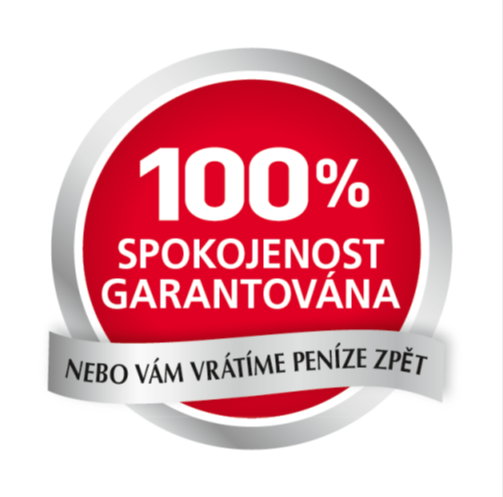 100%
SPOKOJENOST
GARANTOVÁNA
NEBO VÁM VRÁTÍME PENÍZE ZPĚT